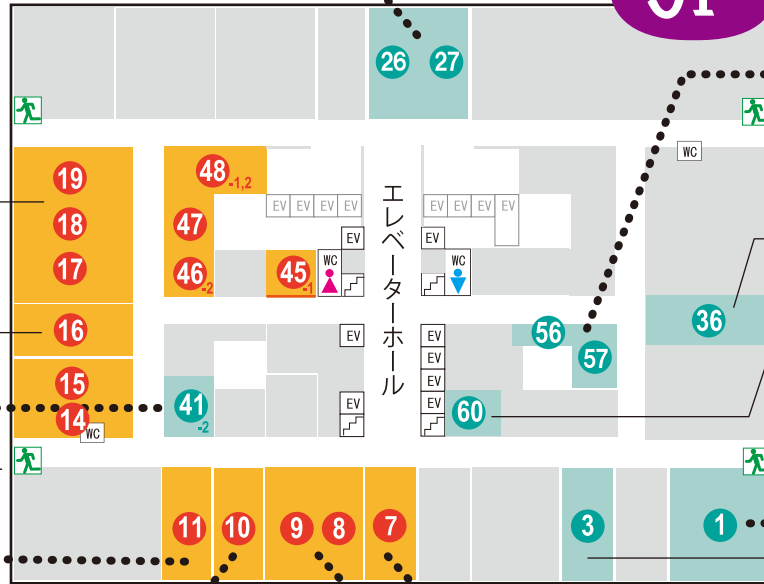 26 27
WC
19
48-1,2
18
47
EV EV EV EV
EV EV EV EV
エレベーターホール
EV
EV
17
46-2
45-1
WC
WC
16
EV
EV
56
36
57
EV
15
EV
41-2
EV
EV
60
14
WC
11
10
9
8
7
3
1